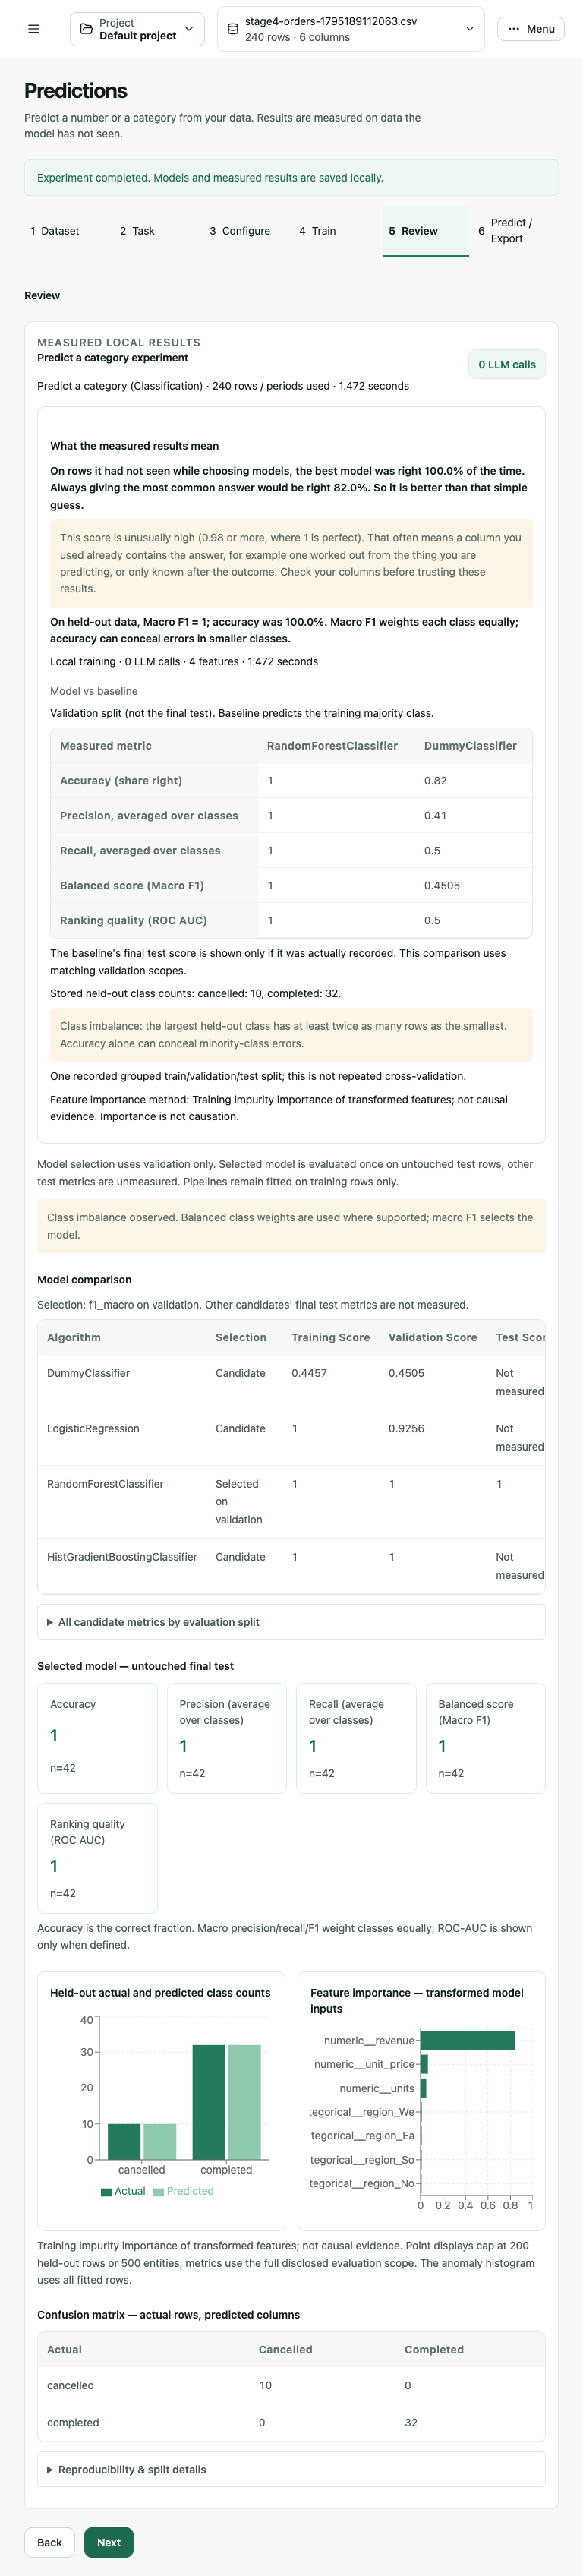 Project
Default project
stage4-orders-1795189112063.csv
240 rows · 6 columns
Menu
Predictions
Predict a number or a category from your data. Results are measured on data the
model has not seen.
Experiment completed. Models and measured results are saved locally.
1 Dataset
2 Task
3 Configure
4 Train
5 Review
6 Predict /
Export
Review
MEASURED LOCAL RESULTS
Predict a category experiment
0 LLM calls
Predict a category (Classification) · 240 rows / periods used · 1.472 seconds
What the measured results mean
On rows it had not seen while choosing models, the best model was right 100.0% of the time.
Always giving the most common answer would be right 82.0%. So it is better than that simple
guess.
This score is unusually high (0.98 or more, where 1 is perfect). That often means a column you
used already contains the answer, for example one worked out from the thing you are
predicting, or only known after the outcome. Check your columns before trusting these
results.
On held-out data, Macro F1 = 1; accuracy was 100.0%. Macro F1 weights each class equally;
accuracy can conceal errors in smaller classes.
Local training · 0 LLM calls · 4 features · 1.472 seconds
Model vs baseline
Validation split (not the final test). Baseline predicts the training majority class.
Measured metric RandomForestClassifier DummyClassifier
Accuracy (share right) 1 0.82
Precision, averaged over classes 1 0.41
Recall, averaged over classes 1 0.5
Balanced score (Macro F1) 1 0.4505
Ranking quality (ROC AUC) 1 0.5
The baseline's final test score is shown only if it was actually recorded. This comparison uses
matching validation scopes.
Stored held-out class counts: cancelled: 10, completed: 32.
Class imbalance: the largest held-out class has at least twice as many rows as the smallest.
Accuracy alone can conceal minority-class errors.
One recorded grouped train/validation/test split; this is not repeated cross-validation.
Feature importance method: Training impurity importance of transformed features; not causal
evidence. Importance is not causation.
Model selection uses validation only. Selected model is evaluated once on untouched test rows; other
test metrics are unmeasured. Pipelines remain fitted on training rows only.
Class imbalance observed. Balanced class weights are used where supported; macro F1 selects the
model.
Model comparison
Selection: f1_macro on validation. Other candidates' final test metrics are not measured.
Algorithm Selection Training Score Validation Score Test Scor
DummyClassifier Candidate 0.4457 0.4505 Not
measured
LogisticRegression Candidate 1 0.9256 Not
measured
RandomForestClassifier Selected 1 1 1
on
validation
HistGradientBoostingClassifier Candidate 1 1 Not
measured
▶ All candidate metrics by evaluation split
Selected model — untouched final test
Accuracy
1
n=42
Precision (average
over classes)
1
n=42
Recall (average
over classes)
1
n=42
Balanced score
(Macro F1)
1
n=42
Ranking quality
(ROC AUC)
1
n=42
Accuracy is the correct fraction. Macro precision/recall/F1 weight classes equally; ROC-AUC is shown
only when defined.
Held-out actual and predicted class counts
40
30
20
10
0
cancelled completed
Actual Predicted
Feature importance — transformed model
inputs
numeric__revenue
numeric__unit_price
numeric__units
tegorical__region_We
tegorical__region_Ea
tegorical__region_So
tegorical__region_No
0 0.2 0.4 0.6 0.8 1
Training impurity importance of transformed features; not causal evidence. Point displays cap at 200
held-out rows or 500 entities; metrics use the full disclosed evaluation scope. The anomaly histogram
uses all fitted rows.
Confusion matrix — actual rows, predicted columns
Actual Cancelled Completed
cancelled 10 0
completed 0 32
▶ Reproducibility & split details
Back
Next